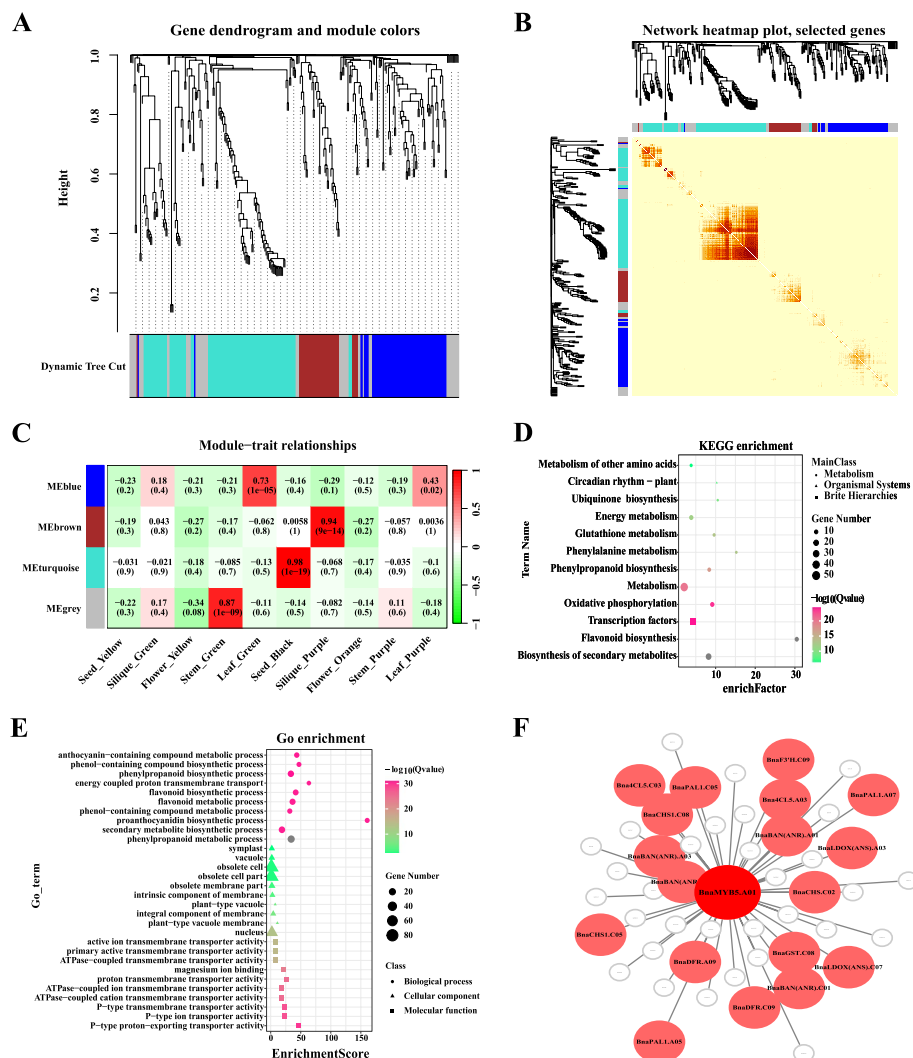 A
Gene dendrogram and module colors
Height
1.0
0.8
0.6
0.4
0.2
Dynamic Tree Cut
B
Network heatmap plot, selected genes
C
Module−trait relationships
MEblue
−0.23 0.18 −0.21 −0.21 0.73 −0.16 −0.29 −0.12 −0.19 0.43
(0.2) (0.4) (0.3) (0.3) (1e−05) (0.4) (0.1) (0.5) (0.3) (0.02)
MEbrown
−0.19 0.043 −0.27 −0.17 −0.062 0.0058 0.94 −0.27 −0.057 0.0036
(0.3) (0.8) (0.2) (0.4) (0.8) (1) (9e−14) (0.2) (0.8) (1)
MEturquoise
−0.031 −0.021 −0.18 −0.085 −0.13 0.98 −0.068 −0.17 −0.035 −0.1
(0.9) (0.9) (0.4) (0.7) (0.5) (1e−19) (0.7) (0.4) (0.9) (0.6)
MEgrey
−0.22 0.17 −0.34 0.87 −0.11 −0.14 −0.082 −0.14 0.11 −0.18
(0.3) (0.4) (0.08) (1e−09) (0.6) (0.5) (0.7) (0.5) (0.6) (0.4)
Seed_Yellow
Silique_Green
Flower_Yellow
Stem_Green
Leaf_Green
Seed_Black
Silique_Purple
Flower_Orange
Stem_Purple
Leaf_Purple
1
0.5
0
−0.5
−1
D
KEGG enrichment
Term Name
Metabolism of other amino acids
Circadian rhythm − plant
Ubiquinone biosynthesis
Energy metabolism
Glutathione metabolism
Phenylalanine metabolism
Phenylpropanoid biosynthesis
Metabolism
Oxidative phosphorylation
Transcription factors
Flavonoid biosynthesis
Biosynthesis of secondary metabolites
10 20 30
enrichFactor
MainClass
Metabolism
Organismal Systems
Brite Hierarchies
Gene Number
10
20
30
40
50
−log10(Qvalue)
20
15
10
E
Go enrichment
Go_term
anthocyanin-containing compound metabolic process
phenol-containing compound biosynthetic process
phenylpropanoid biosynthetic process
energy coupled proton transmembrane transport
flavonoid biosynthetic process
flavonoid metabolic process
phenol-containing compound metabolic process
proanthocyanidin biosynthetic process
secondary metabolite biosynthetic process
phenylpropanoid metabolic process
symplast
vacuole
obsolete cell
obsolete cell part
obsolete membrane part
intrinsic component of membrane
plant-type vacuole
integral component of membrane
plant-type vacuole membrane
nucleus
active ion transmembrane transporter activity
primary active transmembrane transporter activity
ATPase-coupled transmembrane transporter activity
magnesium ion binding
proton transmembrane transporter activity
ATPase-coupled ion transmembrane transporter activity
ATPase-coupled cation transmembrane transporter activity
P-type transmembrane transporter activity
P-type ion transporter activity
P-type proton-exporting transporter activity
0 50 100 150
EnrichmentScore
−log10(Qvalue)
30
20
10
Gene Number
20
40
60
80
Class
Biological process
Cellular component
Molecular function
F
BnaF3'H.C09
Bna4CL5.C03
BnaPAL1.C05
Bna4CL5.A03
BnaPAL1.A07
BnaCHS1.C08
BnaBAN(ANR).A01
BnaLDOX(ANS).A03
BnaBAN(ANR).A03
BnaBAN(ANR
BnaMYB5.A01
BnaCHS.C02
BnaCHS1.C05
BnaDFR.A09
BnaGST.C08
BnaLDOX(ANS).C07
BnaBAN(ANR).C01
BnaDFR.C09
BnaPAL1.A05